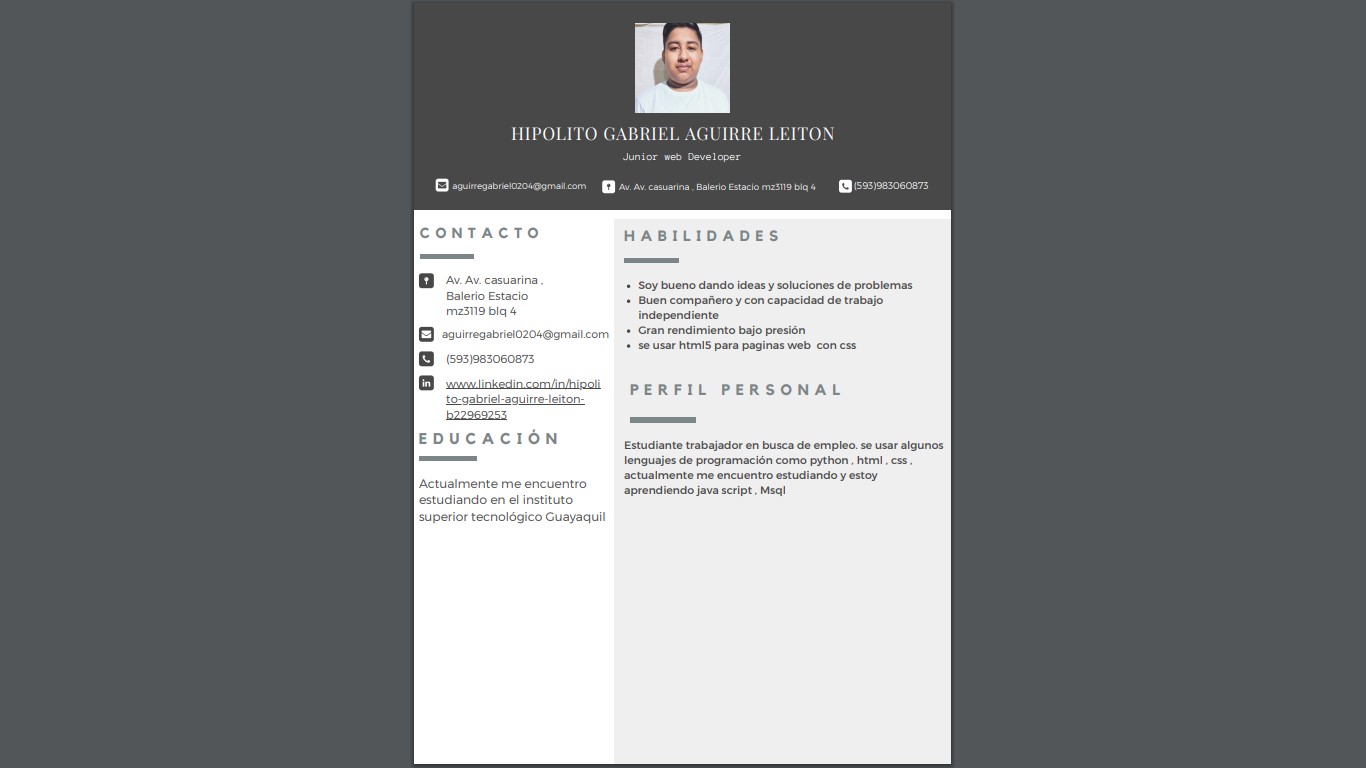 HIPOLITO GABRIEL AGUIRRE LEITON
Junior web Developer
aguirregabriel0204@gmail.com
Av. Av. casuarina , Balerio Estacio mz3119 blq 4
(593)983060873
CONTACTO
Av. Av. casuarina ,
Balerio Estacio
mz3119 blq 4
aguirregabriel0204@gmail.com
(593)983060873
in
www.linkedin.com/in/hipoli
to-gabriel-aguirre-leiton-
b22969253
EDUCACIÓN
Actualmente me encuentro
estudiando en el instituto
superior tecnológico Guayaquil
HABILIDADES
• Soy bueno dando ideas y soluciones de problemas
• Buen compañero y con capacidad de trabajo
independiente
• Gran rendimiento bajo presión
• se usar html5 para paginas web  con css
PERFIL PERSONAL
Estudiante trabajador en busca de empleo. se usar algunos
lenguajes de programación como python , html , css ,
actualmente me encuentro estudiando y estoy
aprendiendo java script , Msql